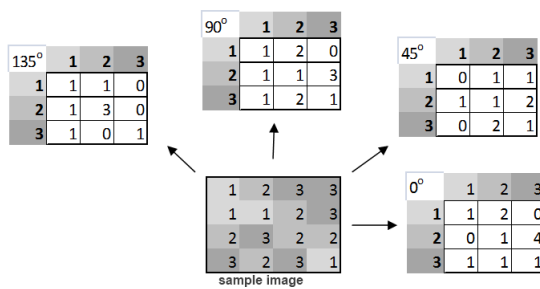 135° 1 2 3
1 1 1 0
2 1 3 0
3 1 0 1
90° 1 2 3
1 1 2 0
2 1 1 3
3 1 2 1
45° 1 2 3
1 0 1 1
2 1 1 2
3 0 2 1
1 2 3 3
1 1 2 3
2 3 2 2
3 2 3 1
sample image
0° 1 2 3
1 1 2 0
2 0 1 4
3 1 1 1